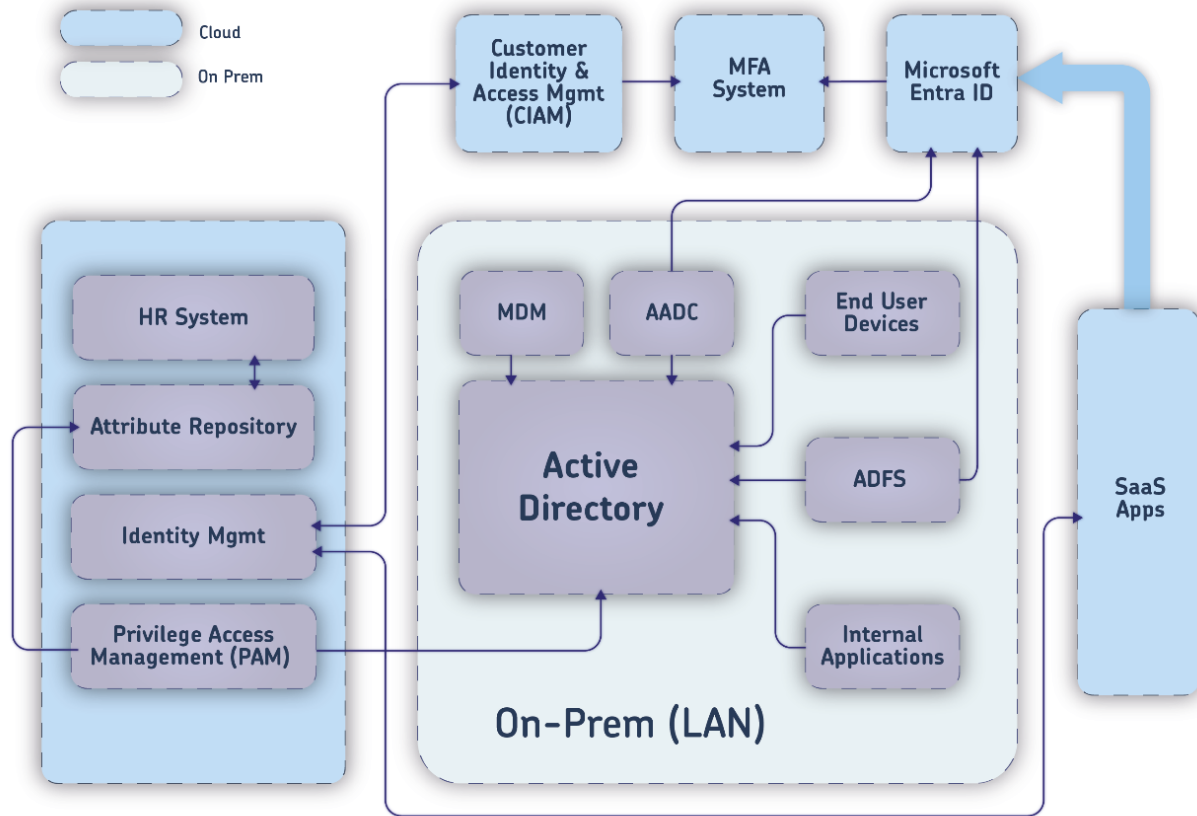 Cloud
On Prem
Customer
Identity &
Access Mgmt
(CIAM)
MFA
System
Microsoft
Entra ID
HR System
Attribute Repository
Identity Mgmt
Privilege Access
Management (PAM)
MDM
AADC
End User
Devices
Active
Directory
ADFS
Internal
Applications
On-Prem (LAN)
SaaS
Apps